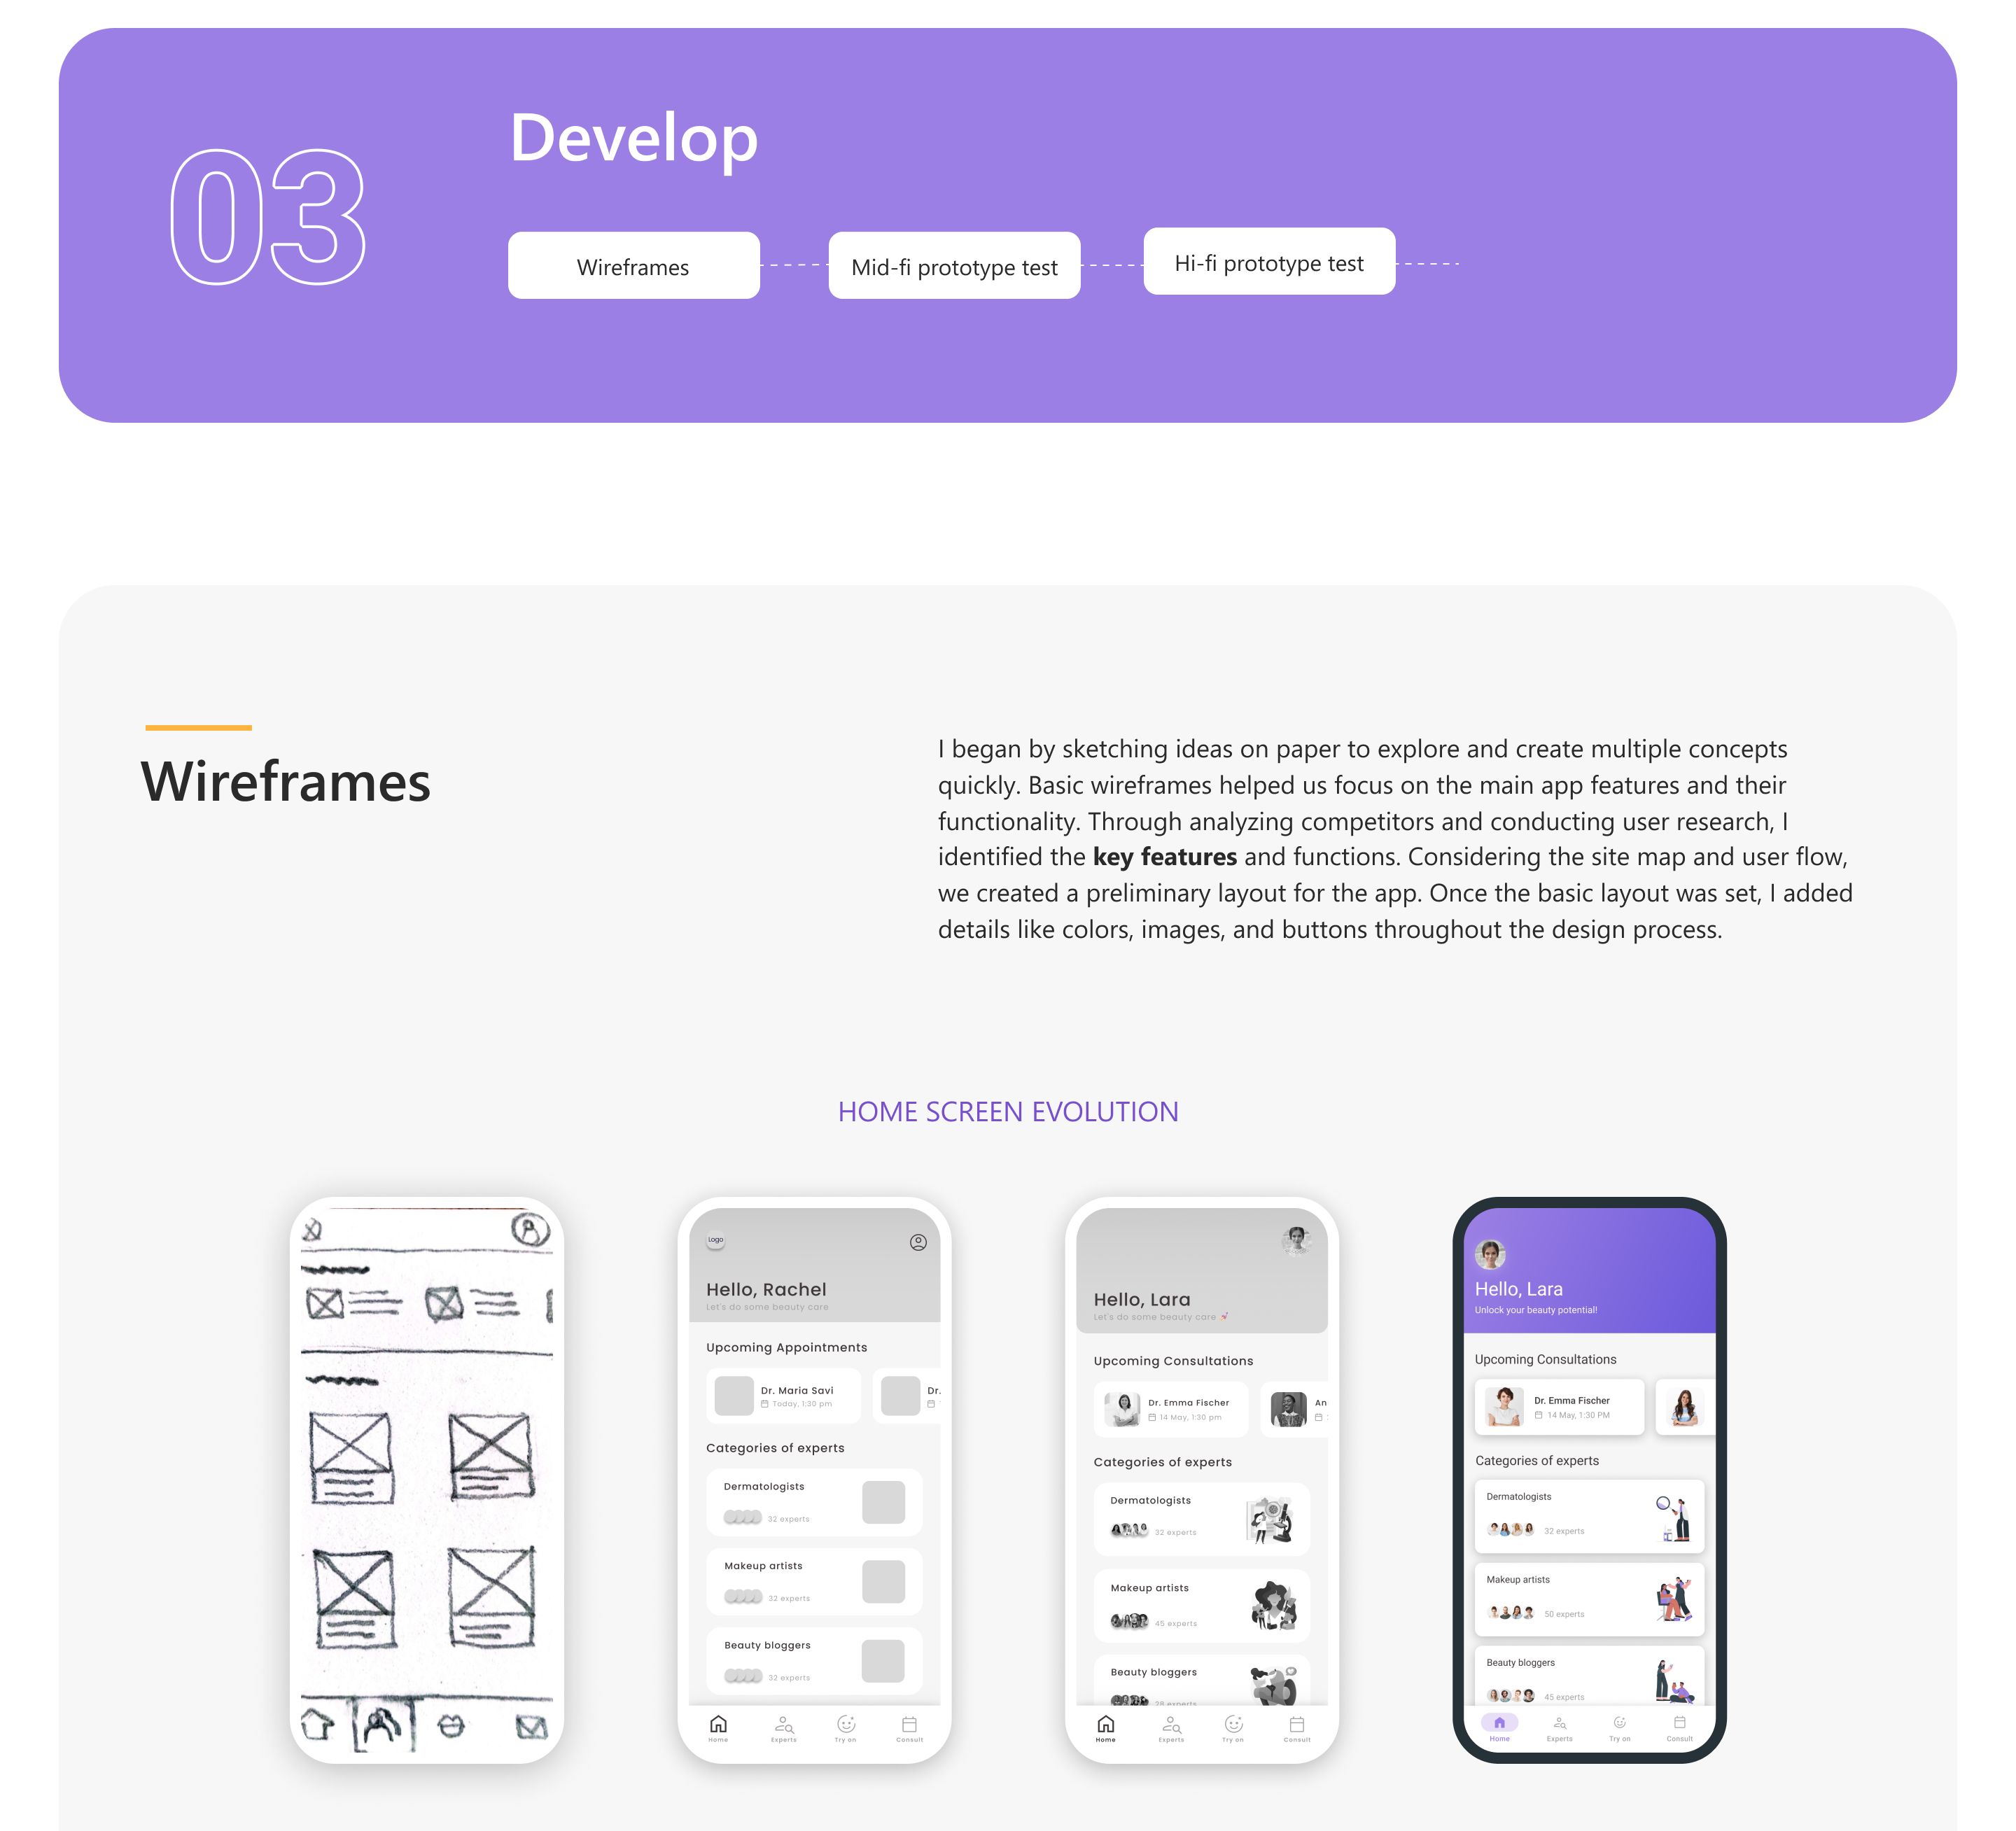 03
Develop
Wireframes
Mid-fi prototype test
Hi-fi prototype test
Wireframes
I began by sketching ideas on paper to explore and create multiple concepts
quickly. Basic wireframes helped us focus on the main app features and their
functionality. Through analyzing competitors and conducting user research, I
identified the key features and functions. Considering the site map and user flow,
we created a preliminary layout for the app. Once the basic layout was set, I added
details like colors, images, and buttons throughout the design process.
HOME SCREEN EVOLUTION
Logo
Hello, Rachel
Let's do some beauty care
Upcoming Appointments
Dr. Maria Savi
Today, 1:30 pm
Dr.
Categories of experts
Dermatologists
32 experts
Makeup artists
32 experts
Beauty bloggers
32 experts
Home
Experts
Try on
Consult
Hello, Lara
Let's do some beauty care
Upcoming Consultations
Dr. Emma Fischer
14 May, 1:30 pm
An
Categories of experts
Dermatologists
32 experts
Makeup artists
45 experts
Beauty bloggers
28 experts
Home
Experts
Try on
Consult
Hello, Lara
Unlock your beauty potential!
Upcoming Consultations
Dr. Emma Fischer
14 May, 1:30 PM
Categories of experts
Dermatologists
32 experts
Makeup artists
50 experts
Beauty bloggers
45 experts
Home
Experts
Try on
Consult